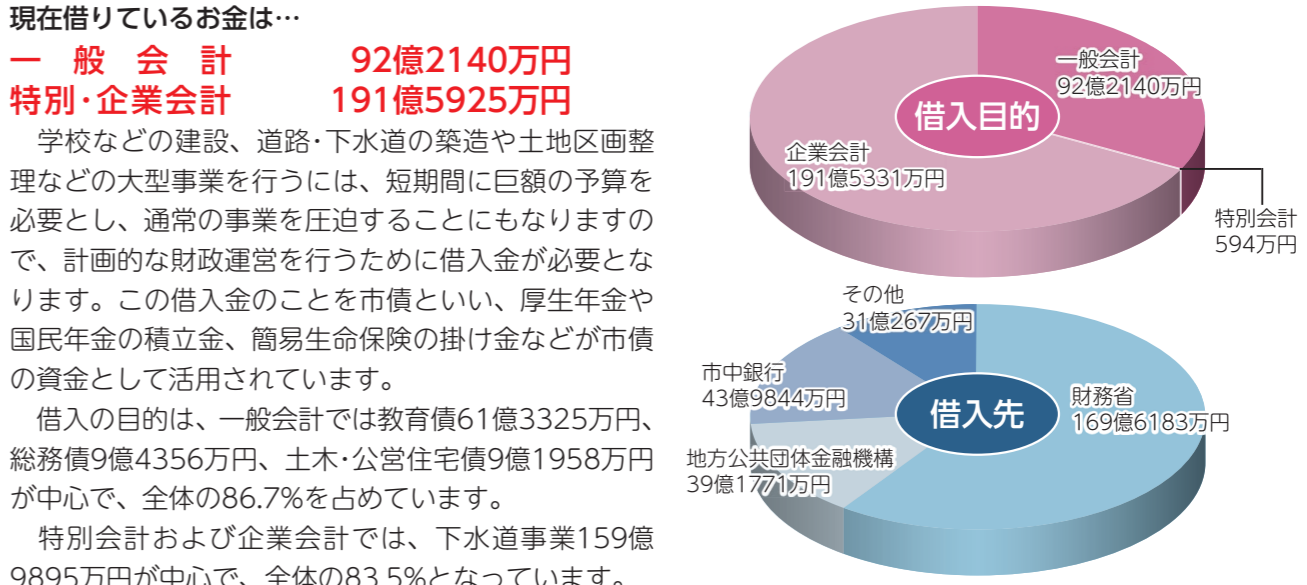 現在借りているお金は…
一般会計 92億2140万円
特別・企業会計 191億5925万円
学校などの建設、道路・下水道の築造や土地区画整
理などの大型事業を行うには、短期間に巨額の予算を
必要とし、通常の事業を圧迫することにもなりますの
で、計画的な財政運営を行うために借入金が必要とな
ります。この借入金のことを市債といい、厚生年金や
国民年金の積立金、簡易生命保険の掛け金などが市債
の資金として活用されています。
借入の目的は、一般会計では教育債61億3325万円、
総務債9億4356万円、土木・公営住宅債9億1958万円
が中心で、全体の86.7%を占めています。
特別会計および企業会計では、下水道事業159億
9895万円が中心で、全体の83.5%となっています。
借入目的
一般会計
92億2140万円
企業会計
191億5331万円
特別会計
594万円
借入先
その他
31億267万円
市中銀行
43億9844万円
財務省
169億6183万円
地方公共団体金融機構
39億1771万円